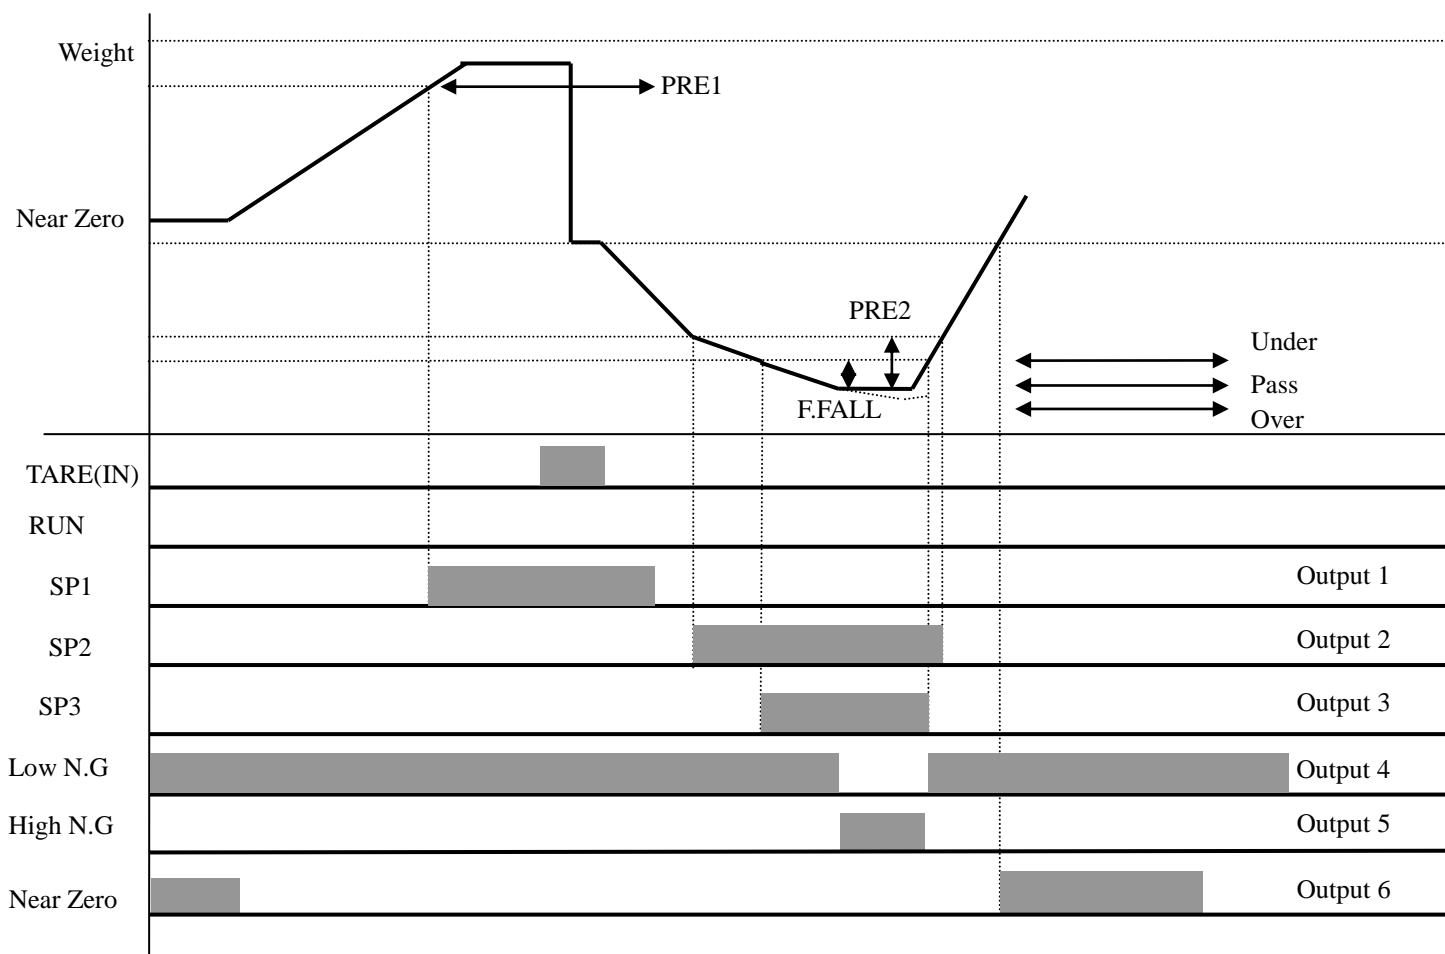 Weight
PRE1
Near Zero
PRE2
Under
Pass
F.FALL
Over
TARE(IN)
RUN
SP1
Output 1
SP2
Output 2
SP3
Output 3
Low N.G
Output 4
High N.G
Output 5
Near Zero
Output 6